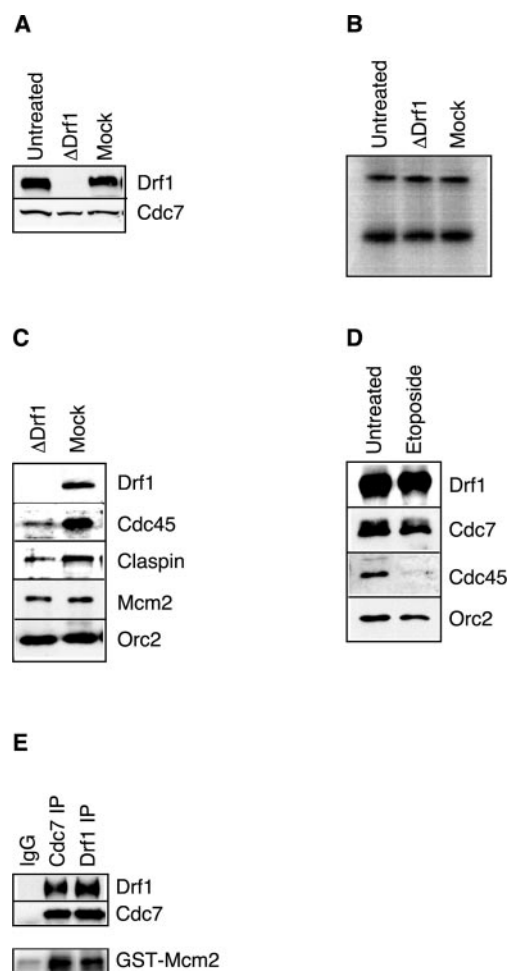 A
Untreated
ΔDrf1
Mock
Drf1
Cdc7
B
Untreated
ΔDrf1
Mock
C
ΔDrf1
Mock
Drf1
Cdc45
Claspin
Mcm2
Orc2
D
Untreated
Etoposide
Drf1
Cdc7
Cdc45
Orc2
E
IgG
Cdc7 IP
Drf1 IP
Drf1
Cdc7
GST-Mcm2